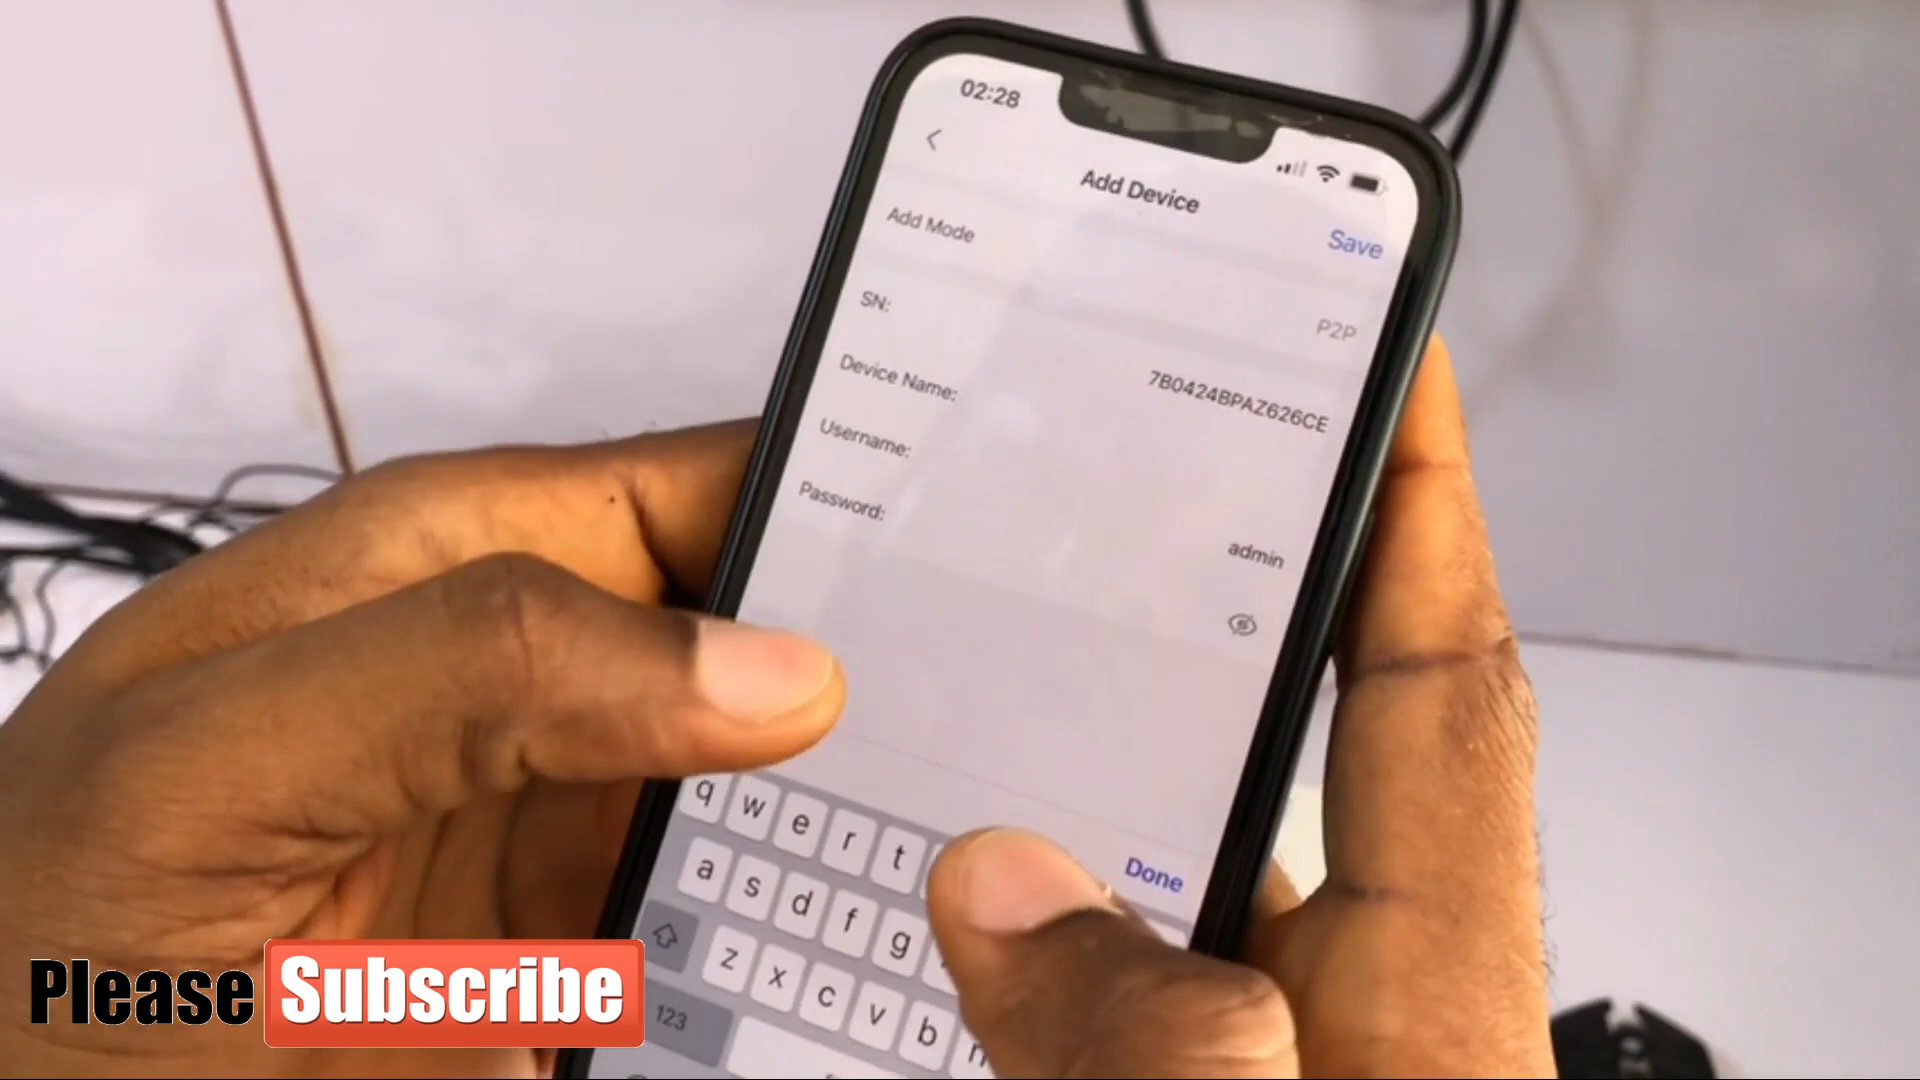 02:28
Add Device
Save
Add Mode
P2P
SN:
7B0424BPAZ626CE
Device Name:
Username:
admin
Password:
Done
q w e r t
a s d f g
z x c v b n
123
Please Subscribe